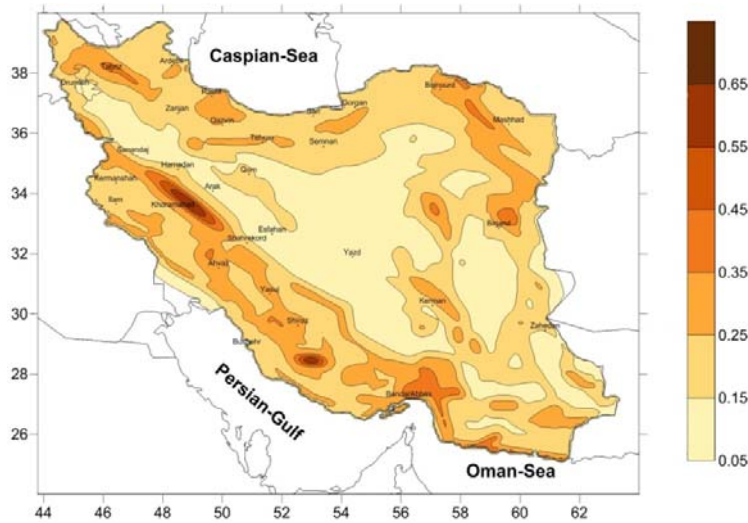 Caspian-Sea
Persian-Gulf
Oman-Sea
Tabriz
Ardebil
Orumieh
Rasht
Zanjan
Qazvin
Sari
Gorgan
Bojnourd
Mashhad
Tehran
Semnan
Sanandaj
Hamedan
Qom
Kermanshah
Arak
Ilam
Khoramabad
Birjand
Esfahan
Shahrekord
Yazd
Ahvaz
Yasuj
Kerman
Shiraz
Zahedan
Bushehr
BandarAbbas
38
36
34
32
30
28
26
44 46 48 50 52 54 56 58 60 62
0.65
0.55
0.45
0.35
0.25
0.15
0.05